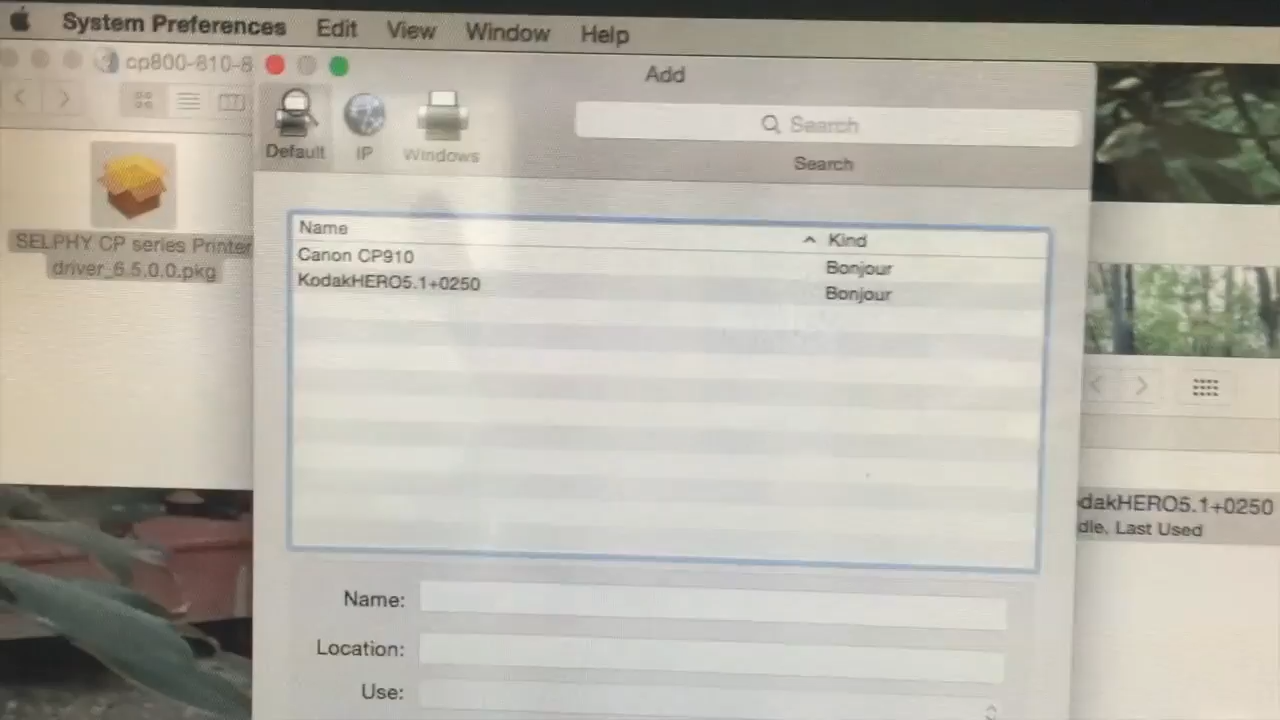 System Preferences Edit View Window Help
cp800-810-8
Add
Default IP Windows
Search
Search
SELPHY CP series Printer
driver_6.5.0.0.pkg
Name Kind
Canon CP910 Bonjour
KodakHERO5.1+0250 Bonjour
dakHERO5.1+0250
dle, Last Used
Name:
Location:
Use: